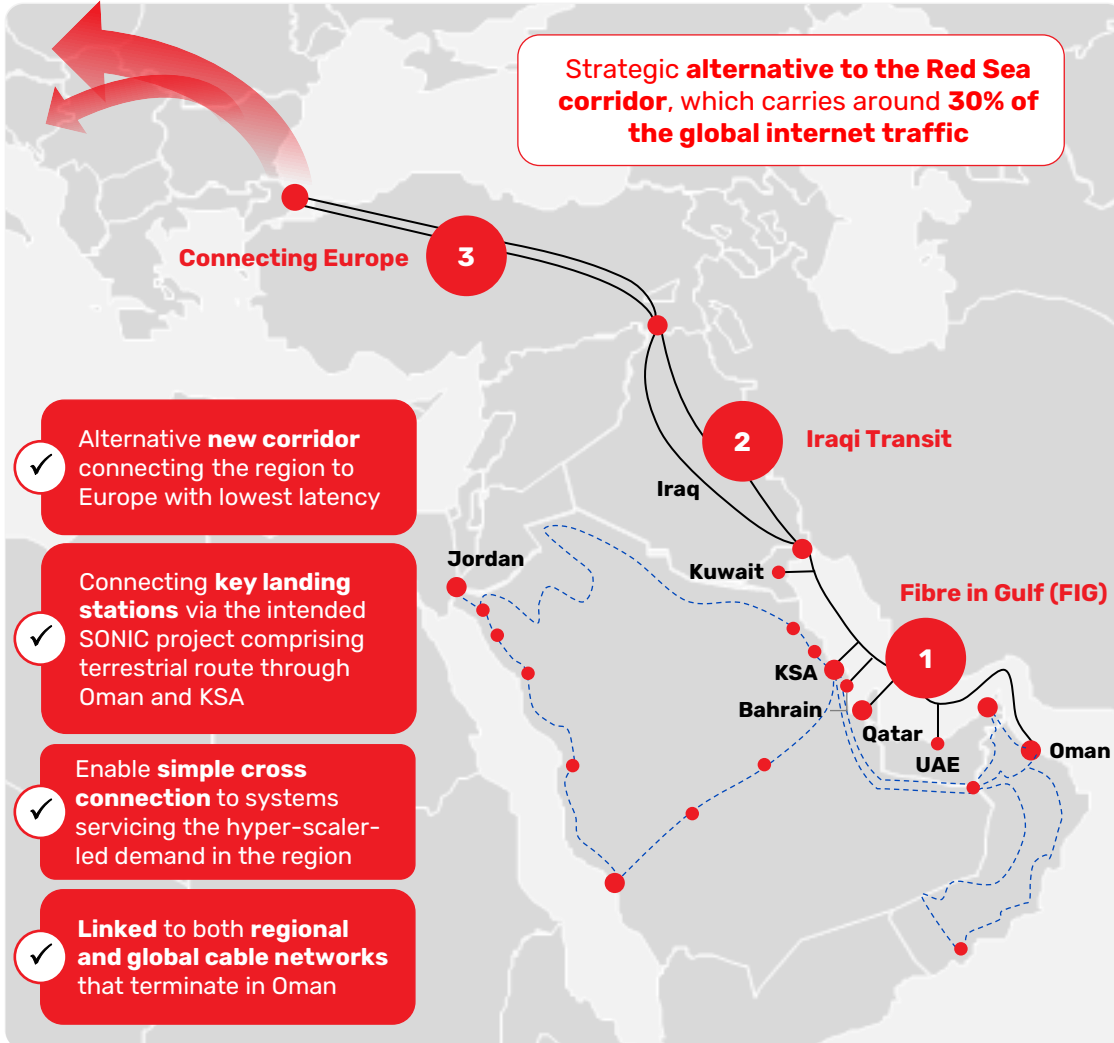 Strategic alternative to the Red Sea
corridor, which carries around 30% of
the global internet traffic
Connecting Europe
3
2
Iraqi Transit
Iraq
Alternative new corridor
connecting the region to
Europe with lowest latency
Jordan
Kuwait
Fibre in Gulf (FIG)
1
Connecting key landing
stations via the intended
SONIC project comprising
terrestrial route through
Oman and KSA
KSA
Bahrain
Qatar
UAE
Oman
Enable simple cross
connection to systems
servicing the hyper-scaler-
led demand in the region
Linked to both regional
and global cable networks
that terminate in Oman